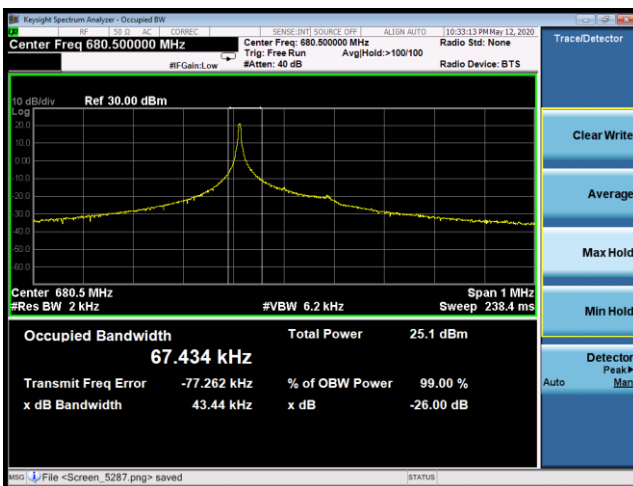 Keysight Spectrum Analyzer - Occupied BW
RF 50 Ω AC CORREC SENSE:INT SOURCE OFF ALIGN AUTO 10:33:13 PM May 12, 2020
Center Freq 680.500000 MHz
Center Freq: 680.500000 MHz
Radio Std: None
Trig: Free Run Avg|Hold:>100/100
#IFGain:Low #Atten: 40 dB Radio Device: BTS
10 dB/div Ref 30.00 dBm
Log
20.0
10.0
0.00
-10.0
-20.0
-30.0
-40.0
-50.0
-60.0
Center 680.5 MHz Span 1 MHz
#Res BW 2 kHz #VBW 6.2 kHz Sweep 238.4 ms
Occupied Bandwidth Total Power 25.1 dBm
67.434 kHz
Transmit Freq Error -77.262 kHz % of OBW Power 99.00 %
x dB Bandwidth 43.44 kHz x dB -26.00 dB
MSG File <Screen_5287.png> saved STATUS
Trace/Detector
Clear Write
Average
Max Hold
Min Hold
Detector
Peak▶
Auto Man